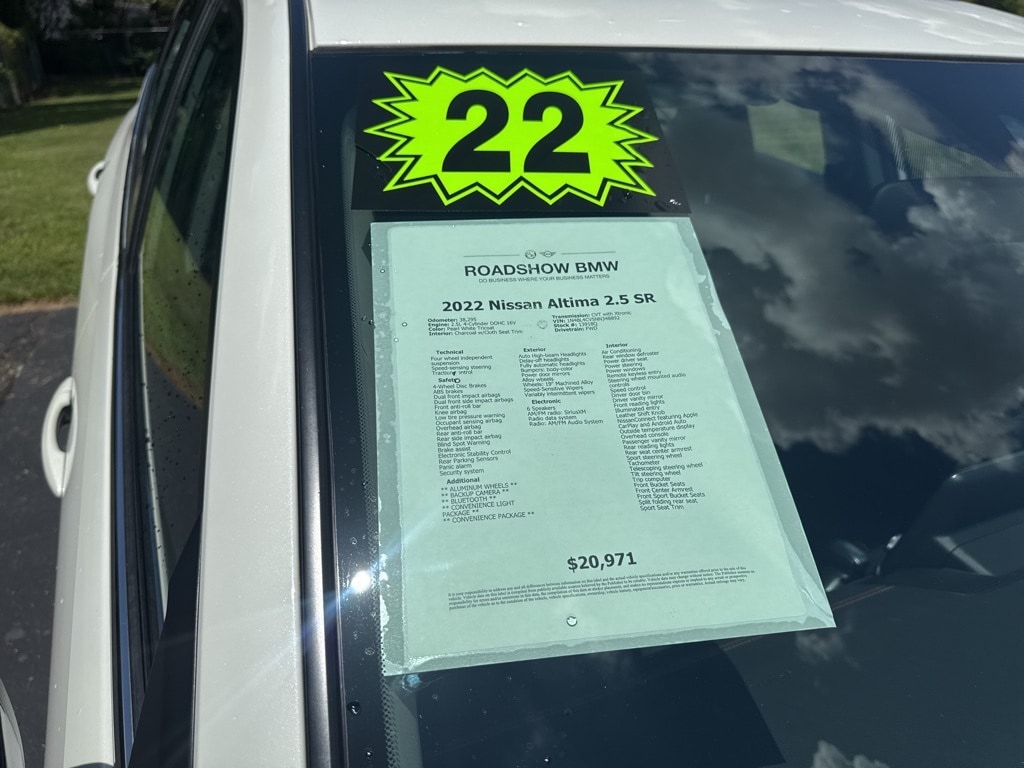 22
ROADSHOW BMW
DO BUSINESS WHERE YOUR BUSINESS MATTERS
2022 Nissan Altima 2.5 SR
Odometer: 38,295
Engine: 2.5L 4-Cylinder DOHC 16V
Color: Pearl White Tricoat
Interior: Charcoal w/Cloth Seat Trim
Transmission: CVT with Xtronic
VIN: 1N4BL4CV5NN348892
Stock #: 13918Q
Drivetrain: FWD
Technical
Four wheel independent
suspension
Speed-sensing steering
Traction control
Safety
4-Wheel Disc Brakes
ABS brakes
Dual front impact airbags
Dual front side impact airbags
Front anti-roll bar
Knee airbag
Low tire pressure warning
Occupant sensing airbag
Overhead airbag
Rear anti-roll bar
Rear side impact airbag
Blind Spot Warning
Brake assist
Electronic Stability Control
Rear Parking Sensors
Panic alarm
Security system
Additional
** ALUMINUM WHEELS **
** BACKUP CAMERA **
** BLUETOOTH **
** CONVENIENCE LIGHT
PACKAGE **
** CONVENIENCE PACKAGE **
Exterior
Auto High-beam Headlights
Delay-off headlights
Fully automatic headlights
Bumpers: body-color
Power door mirrors
Alloy wheels
Wheels: 19" Machined Alloy
Speed-Sensitive Wipers
Variably intermittent wipers
Electronic
6 Speakers
AM/FM radio: SiriusXM
Radio data system
Radio: AM/FM Audio System
Interior
Air Conditioning
Rear window defroster
Power driver seat
Power steering
Power windows
Remote keyless entry
Steering wheel mounted audio
controls
Speed control
Driver door bin
Driver vanity mirror
Front reading lights
Illuminated entry
Leather Shift Knob
NissanConnect featuring Apple
CarPlay and Android Auto
Outside temperature display
Overhead console
Passenger vanity mirror
Rear reading lights
Rear seat center armrest
Sport steering wheel
Tachometer
Telescoping steering wheel
Tilt steering wheel
Trip computer
Front Bucket Seats
Front Center Armrest
Front Sport Bucket Seats
Split folding rear seat
Sport Seat Trim
$20,971